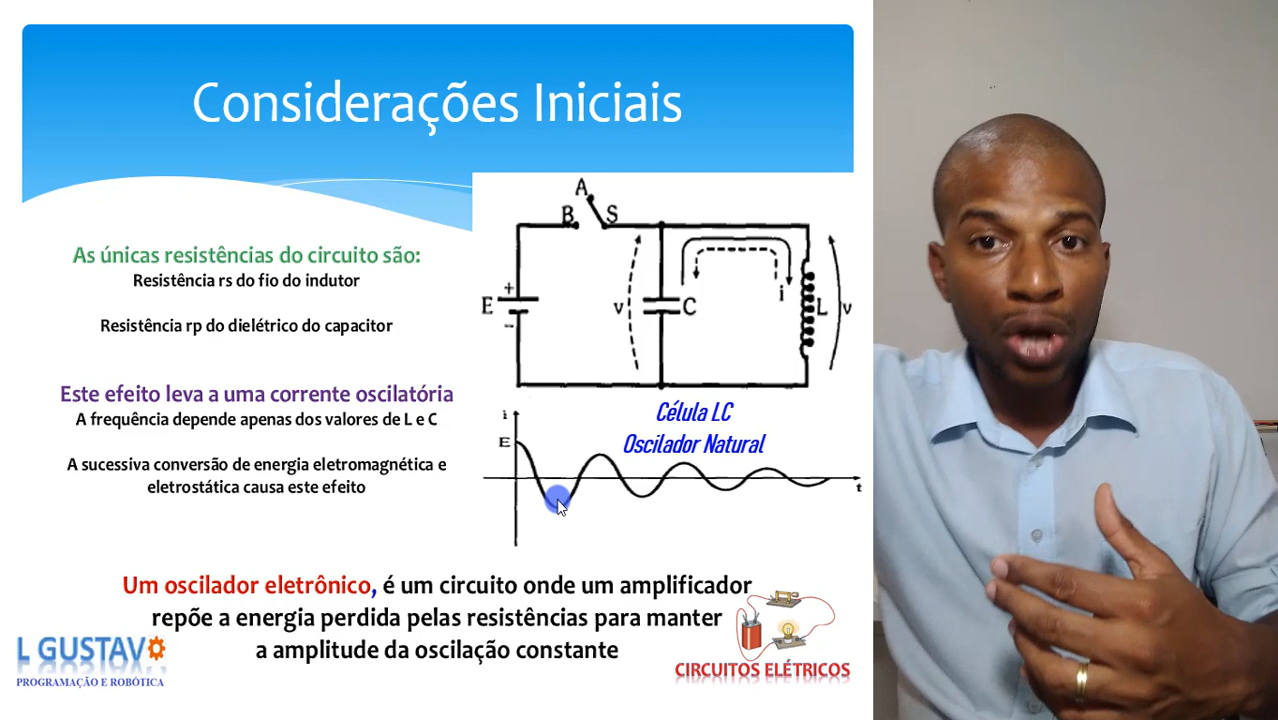 Considerações Iniciais
As únicas resistências do circuito são:
Resistência rs do fio do indutor
Resistência rp do dielétrico do capacitor
Este efeito leva a uma corrente oscilatória
A frequência depende apenas dos valores de L e C
A sucessiva conversão de energia eletromagnética e
eletrostática causa este efeito
A
B S
+
E
−
v
C
i
L
v
Célula LC
Oscilador Natural
i
E
t
Um oscilador eletrônico, é um circuito onde um amplificador
repõe a energia perdida pelas resistências para manter
a amplitude da oscilação constante
L GUSTAVO
PROGRAMAÇÃO E ROBÓTICA
CIRCUITOS ELÉTRICOS